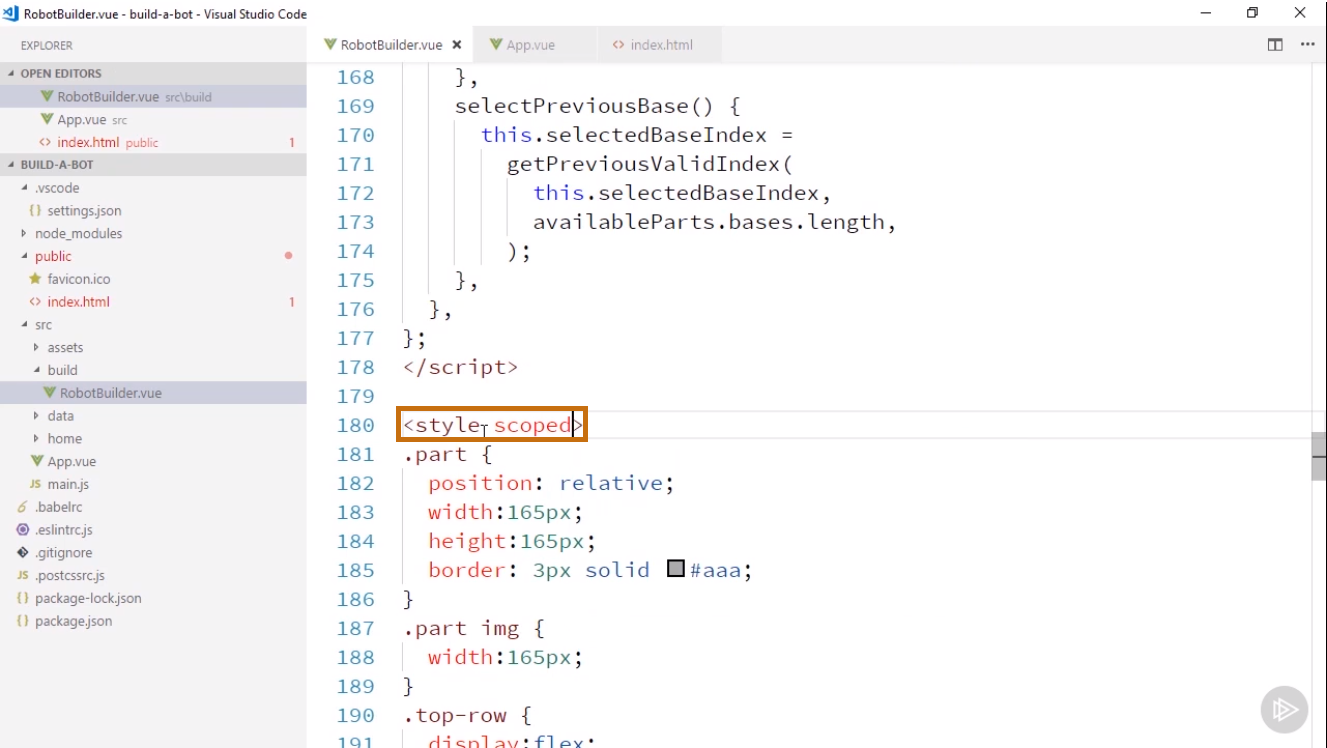 RobotBuilder.vue - build-a-bot - Visual Studio Code
EXPLORER
OPEN EDITORS
RobotBuilder.vue src\build
App.vue src
index.html public 1
BUILD-A-BOT
.vscode
{} settings.json
node_modules
public
favicon.ico
<> index.html 1
src
assets
build
RobotBuilder.vue
data
home
App.vue
JS main.js
.babelrc
.eslintrc.js
.gitignore
JS .postcssrc.js
{} package-lock.json
{} package.json
RobotBuilder.vue
App.vue
<> index.html
168 },
169 selectPreviousBase() {
170 this.selectedBaseIndex =
171 getPreviousValidIndex(
172 this.selectedBaseIndex,
173 availableParts.bases.length,
174 );
175 },
176 },
177 };
178 </script>
179
180 <style scoped>
181 .part {
182 position: relative;
183 width:165px;
184 height:165px;
185 border: 3px solid #aaa;
186 }
187 .part img {
188 width:165px;
189 }
190 .top-row {
191 display:flex;